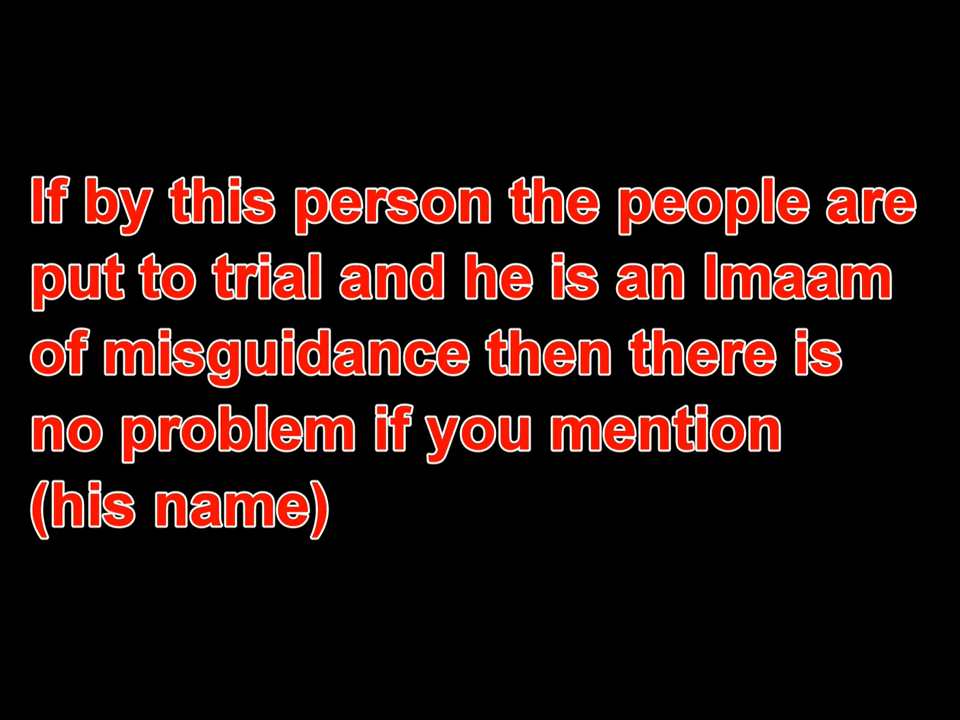 If by this person the people are
put to trial and he is an Imaam
of misguidance then there is
no problem if you mention
(his name)